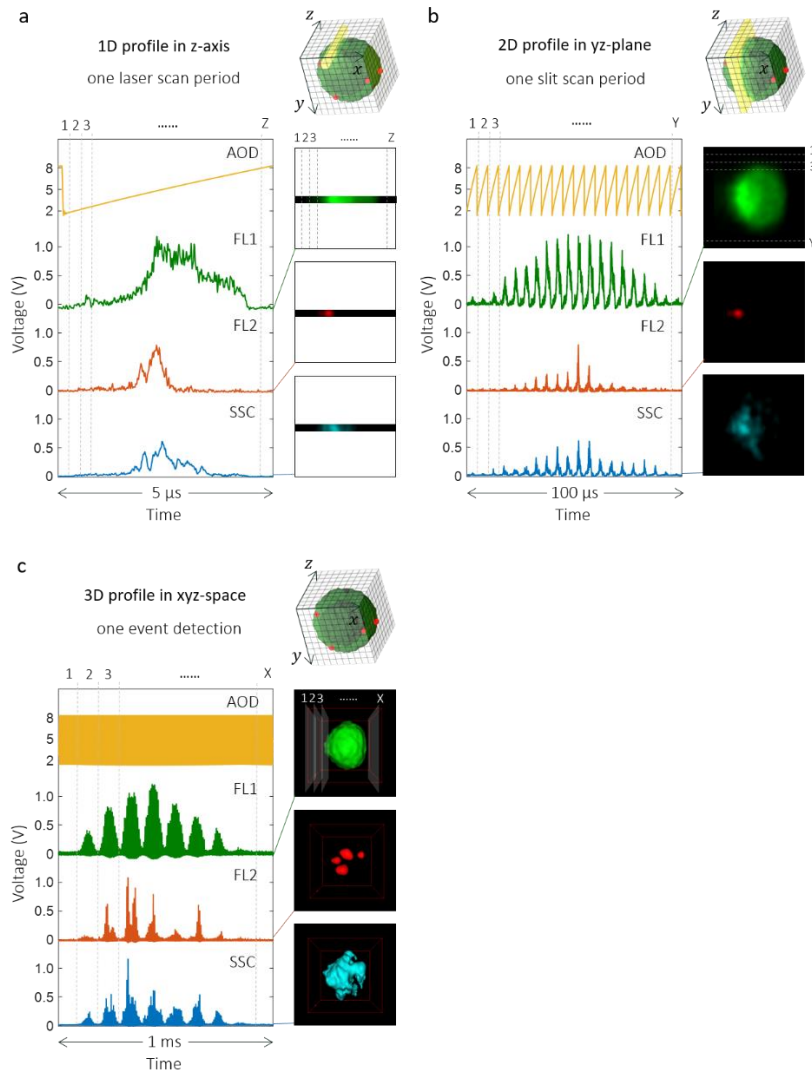 a
1D profile in z-axis
one laser scan period
z
x
y
1 2 3 ...... Z
AOD
8
5
2
FL1
1.0
0.5
0
FL2
1.0
0.5
0
SSC
1.0
0.5
0
Voltage (V)
5 µs
Time
1 2 3 ...... Z
b
2D profile in yz-plane
one slit scan period
z
x
y
1 2 3 ...... Y
AOD
8
5
2
FL1
1.0
0.5
0
FL2
1.0
0.5
0
SSC
1.0
0.5
0
Voltage (V)
100 µs
Time
c
3D profile in xyz-space
one event detection
z
x
y
1 2 3 ...... X
AOD
8
5
2
FL1
1.0
0.5
0
FL2
1.0
0.5
0
SSC
1.0
0.5
0
Voltage (V)
1 ms
Time
1 2 3 ...... X